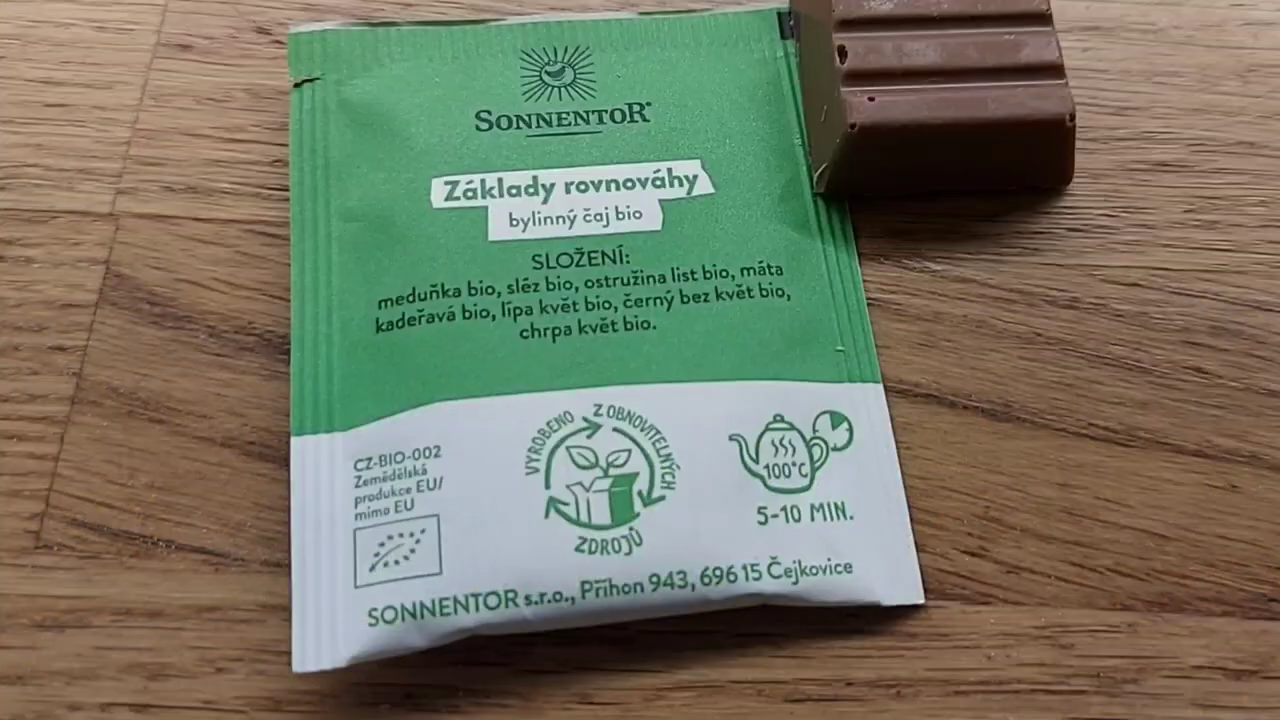 SONNENTOR®
Základy rovnováhy
bylinný čaj bio
SLOŽENÍ:
meduňka bio, sléz bio, ostružina list bio, máta
kadeřavá bio, lípa květ bio, černý bez květ bio,
chrpa květ bio.
CZ-BIO-002
Zemědělská
produkce EU/
mimo EU
VYROBENO Z OBNOVITELNÝCH
ZDROJŮ
100°C
5-10 MIN.
SONNENTOR s.r.o., Příhon 943, 696 15 Čejkovice